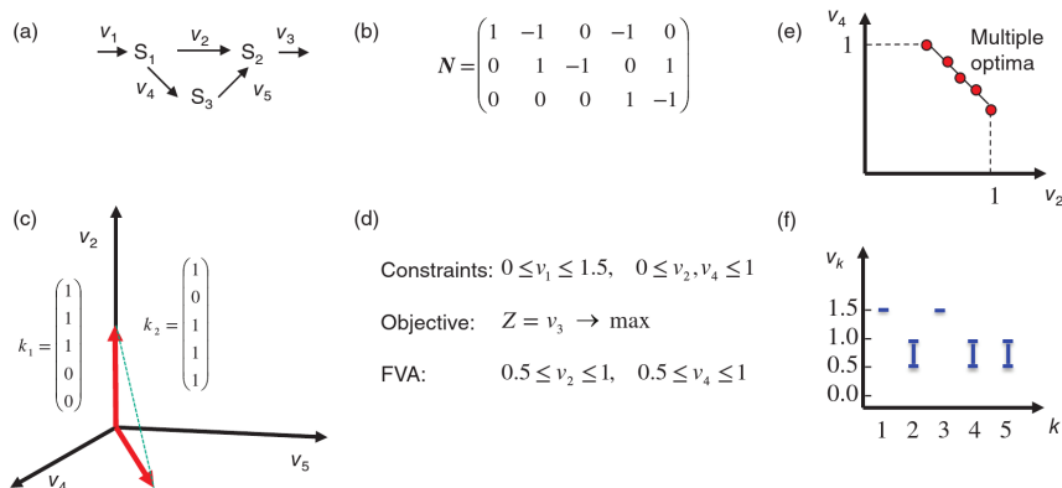 (a)
v1 v2 v3
S1 S2
v4 S3 v5
(b)
N = ( 1 -1 0 -1 0
0 1 -1 0 1
0 0 0 1 -1 )
(e)
v4
1
Multiple
optima
1 v2
(c)
v2
k1 = ( 1 1 1 0 0 )
k2 = ( 1 0 1 1 1 )
v4
v5
(d)
Constraints: 0 ≤ v1 ≤ 1.5, 0 ≤ v2, v4 ≤ 1
Objective: Z = v3 → max
FVA: 0.5 ≤ v2 ≤ 1, 0.5 ≤ v4 ≤ 1
(f)
vk
1.5
1.0
0.5
0.0
1 2 3 4 5 k